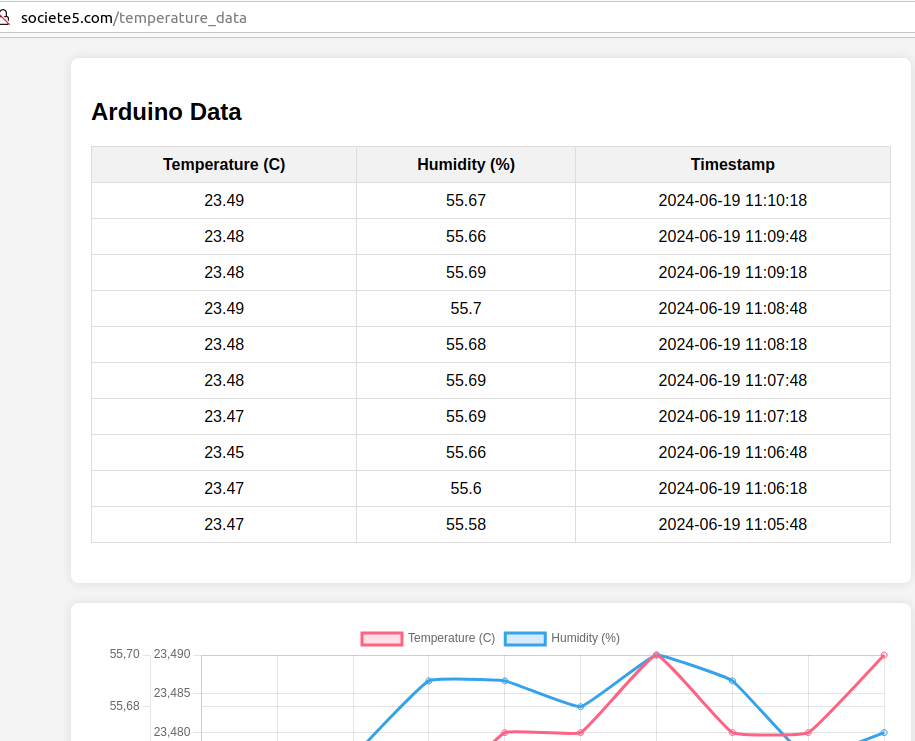 societe5.com/temperature_data
Arduino Data
Temperature (C) Humidity (%) Timestamp
23.49 55.67 2024-06-19 11:10:18
23.48 55.66 2024-06-19 11:09:48
23.48 55.69 2024-06-19 11:09:18
23.49 55.7 2024-06-19 11:08:48
23.48 55.68 2024-06-19 11:08:18
23.48 55.69 2024-06-19 11:07:48
23.47 55.69 2024-06-19 11:07:18
23.45 55.66 2024-06-19 11:06:48
23.47 55.6 2024-06-19 11:06:18
23.47 55.58 2024-06-19 11:05:48
Temperature (C) Humidity (%)
55,70 23,490
23,485
55,68
23,480